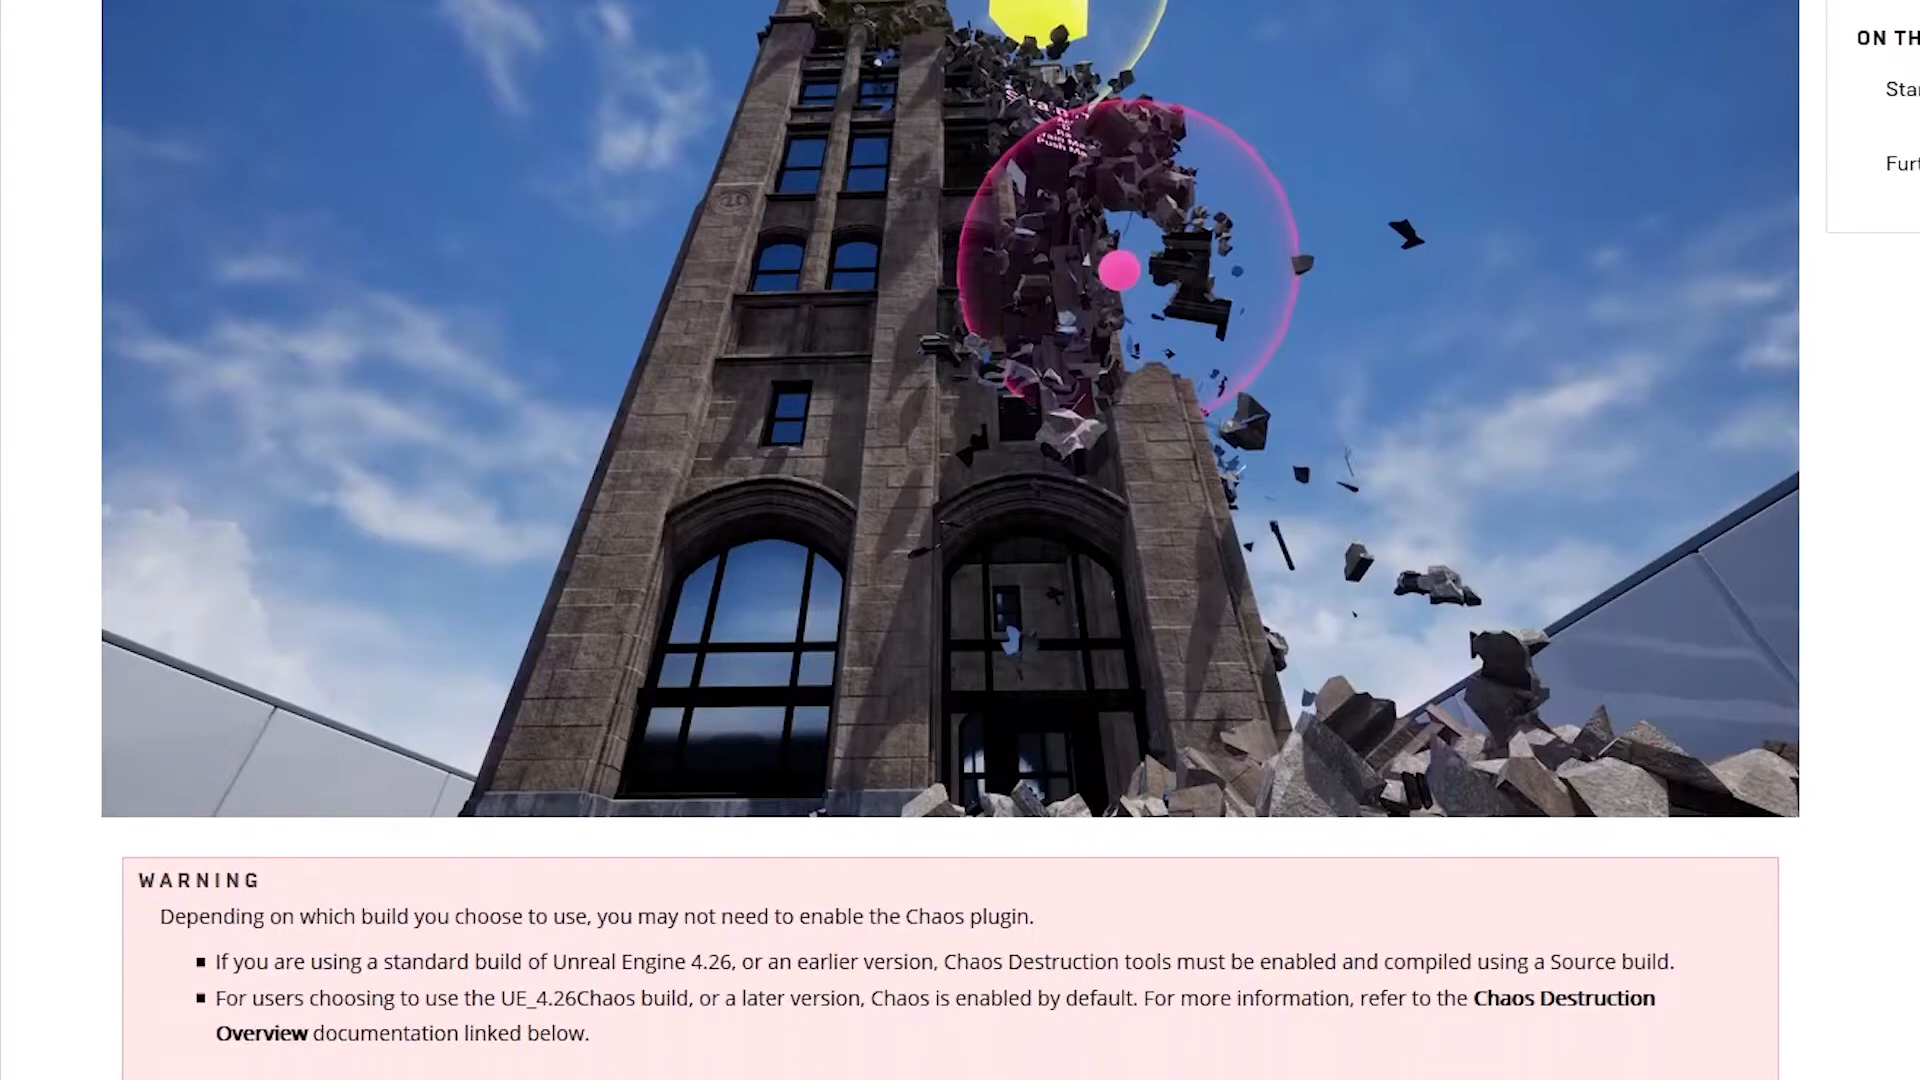 ON TH
Star
Furt
Push Me
WARNING
Depending on which build you choose to use, you may not need to enable the Chaos plugin.
If you are using a standard build of Unreal Engine 4.26, or an earlier version, Chaos Destruction tools must be enabled and compiled using a Source build.
For users choosing to use the UE_4.26Chaos build, or a later version, Chaos is enabled by default. For more information, refer to the Chaos Destruction
Overview documentation linked below.